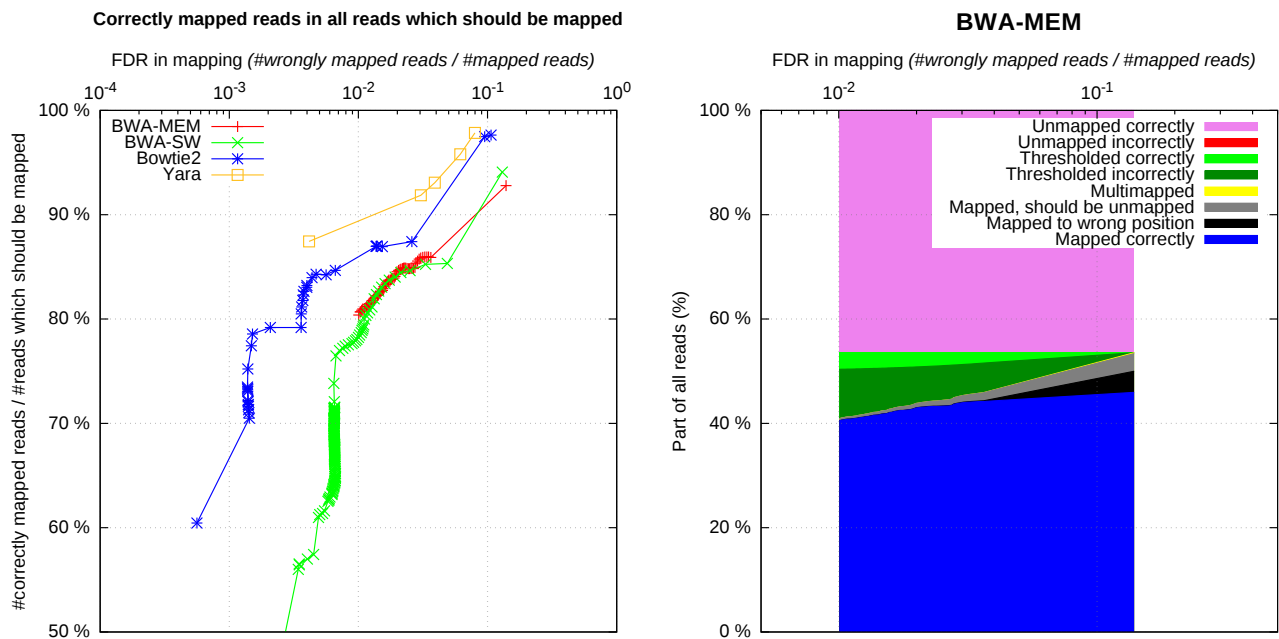 Correctly mapped reads in all reads which should be mapped
FDR in mapping (#wrongly mapped reads / #mapped reads)
10-4 10-3 10-2 10-1 100
100 %
90 %
80 %
70 %
60 %
50 %
#correctly mapped reads / #reads which should be mapped
BWA-MEM
BWA-SW
Bowtie2
Yara
BWA-MEM
FDR in mapping (#wrongly mapped reads / #mapped reads)
10-2 10-1
100 %
80 %
60 %
40 %
20 %
0 %
Part of all reads (%)
Unmapped correctly
Unmapped incorrectly
Thresholded correctly
Thresholded incorrectly
Multimapped
Mapped, should be unmapped
Mapped to wrong position
Mapped correctly